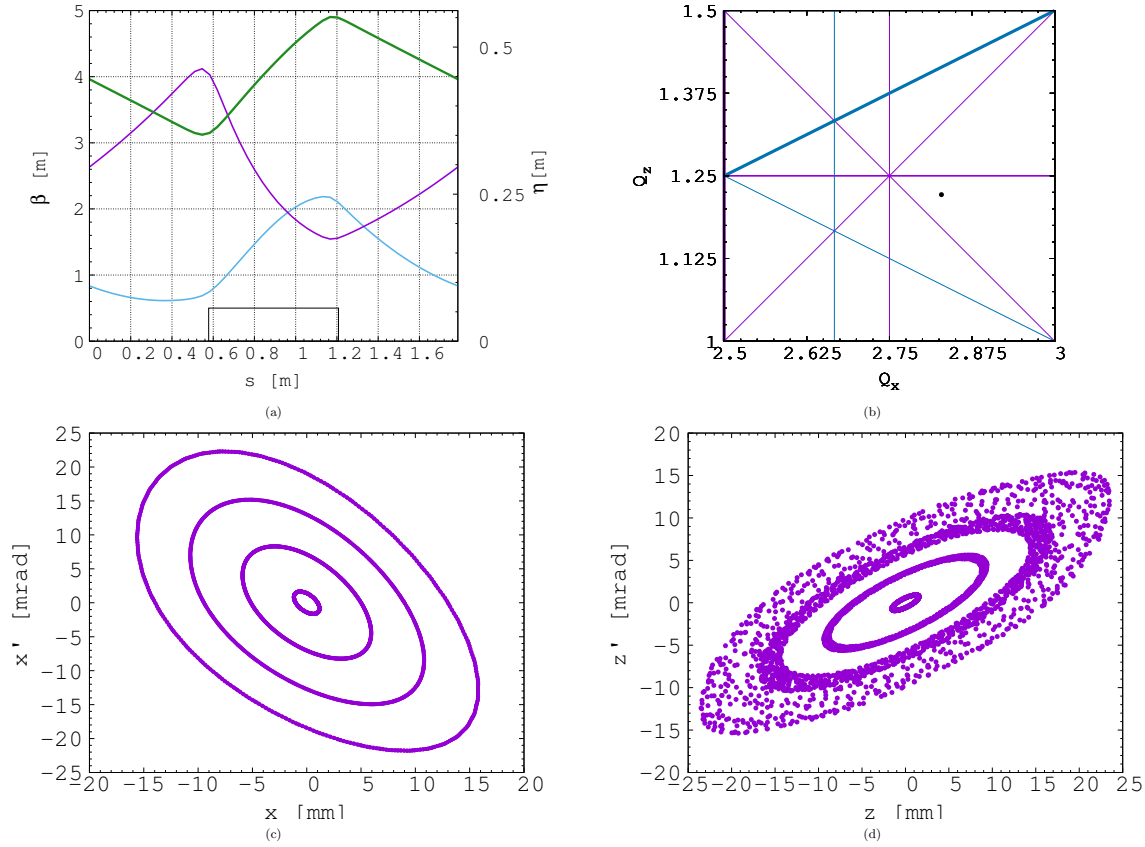 5
4
3
2
1
0
β [m]
0.5
0.25
0
η[m]
0 0.2 0.4 0.6 0.8 1 1.2 1.4 1.6
s [m]
(a)
1.5
1.375
1.25
1.125
1
Qz
2.5 2.625 2.75 2.875 3
Qx
(b)
25
20
15
10
5
0
−5
−10
−15
−20
−25
x' [mrad]
−20 −15 −10 −5 0 5 10 15 20
x [mm]
(c)
20
15
10
5
0
−5
−10
−15
−20
z' [mrad]
−25 −20 −15 −10 −5 0 5 10 15 20 25
z [mm]
(d)